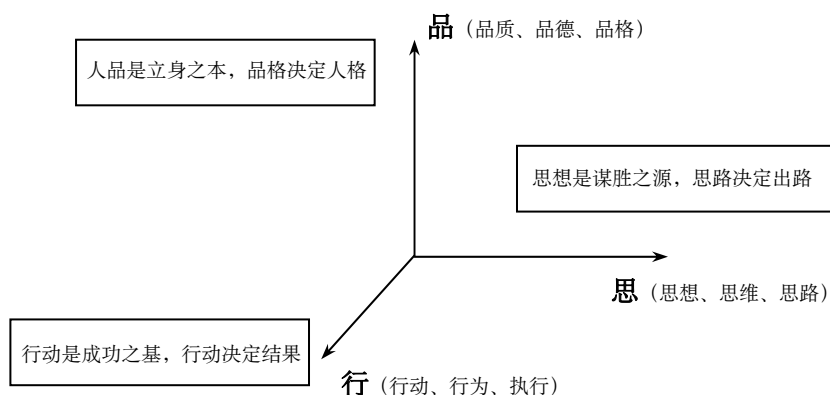 品（品质、品德、品格）
人品是立身之本，品格决定人格
思想是谋胜之源，思路决定出路
思（思想、思维、思路）
行动是成功之基，行动决定结果
行（行动、行为、执行）